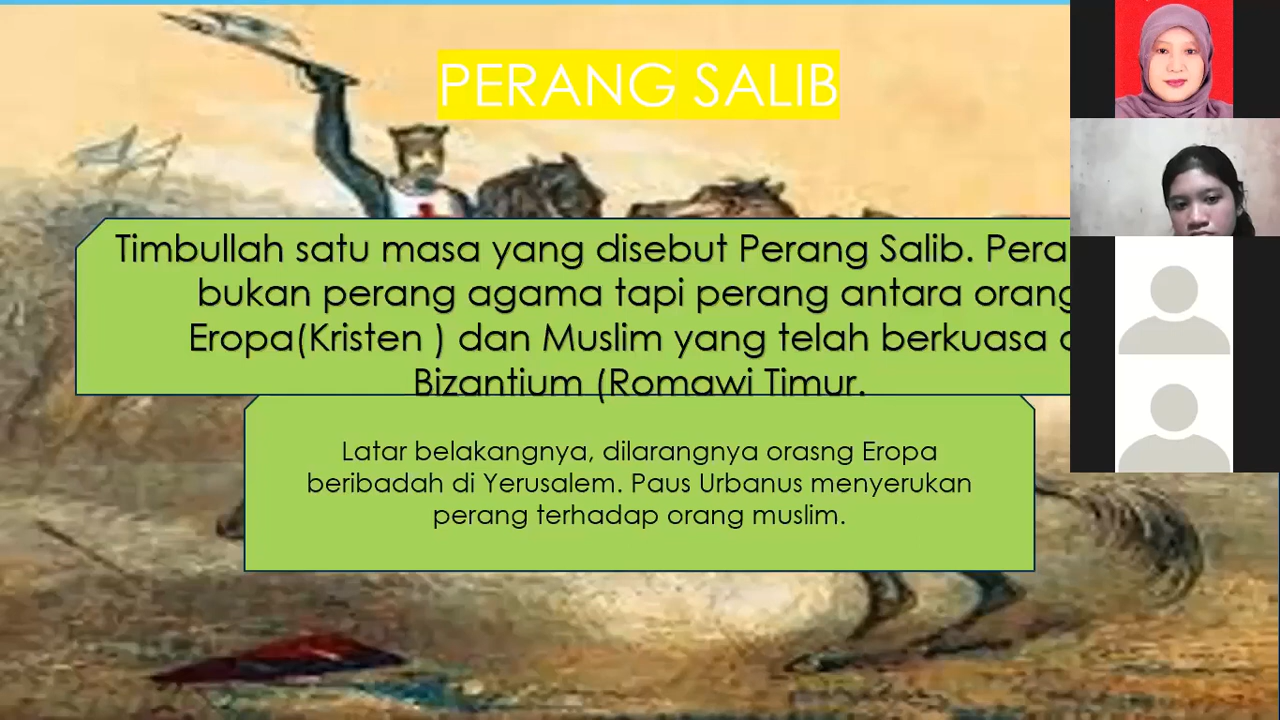 PERANG SALIB
Timbullah satu masa yang disebut Perang Salib.
bukan perang agama tapi perang antara orang
Eropa(Kristen ) dan Muslim yang telah berkuasa
Bizantium (Romawi Timur.
Latar belakangnya, dilarangnya orasng Eropa
beribadah di Yerusalem. Paus Urbanus menyerukan
perang terhadap orang muslim.